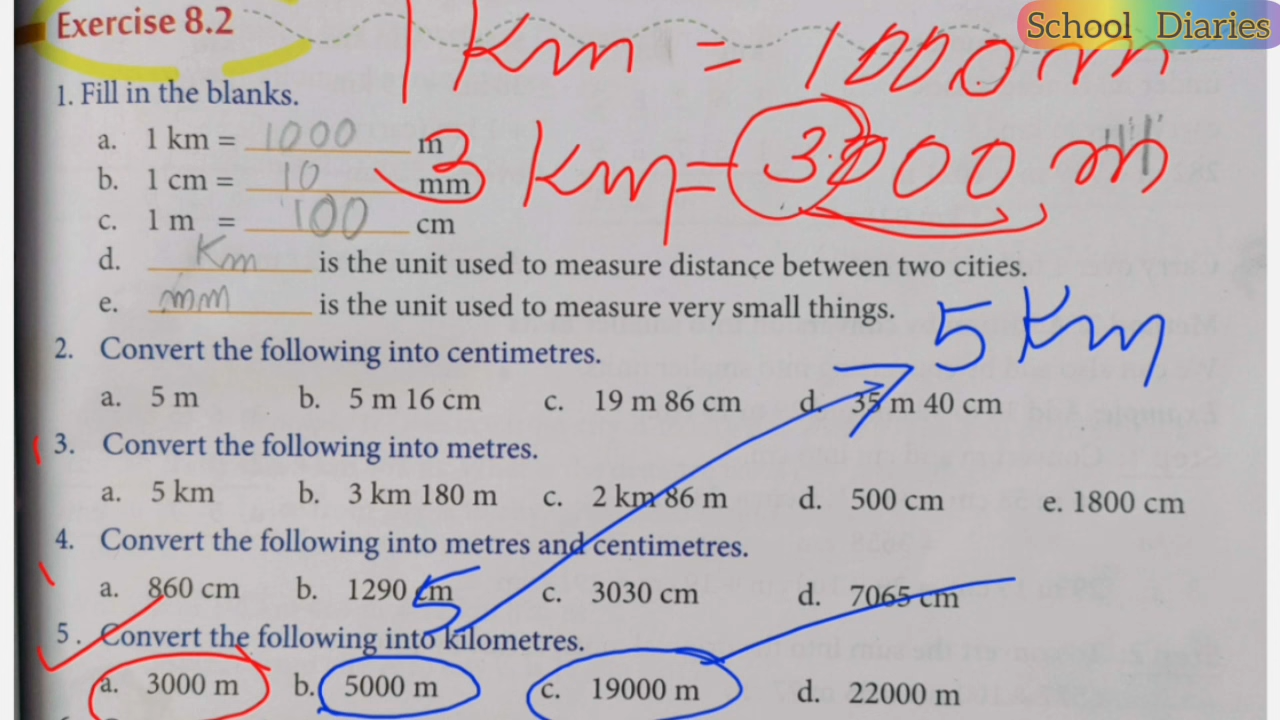 School Diaries
Exercise 8.2
1 Km = 1000 m
1. Fill in the blanks.
a. 1 km = 1000 m
3 Km = 3000 m
b. 1 cm = 10 mm
c. 1 m = 100 cm
d. Km is the unit used to measure distance between two cities.
e. mm is the unit used to measure very small things.
5 Km
2. Convert the following into centimetres.
a. 5 m b. 5 m 16 cm c. 19 m 86 cm d. 35 m 40 cm
3. Convert the following into metres.
a. 5 km b. 3 km 180 m c. 2 km 86 m d. 500 cm e. 1800 cm
4. Convert the following into metres and centimetres.
a. 860 cm b. 1290 cm c. 3030 cm d. 7065 cm
5
5. Convert the following into kilometres.
a. 3000 m b. 5000 m c. 19000 m d. 22000 m